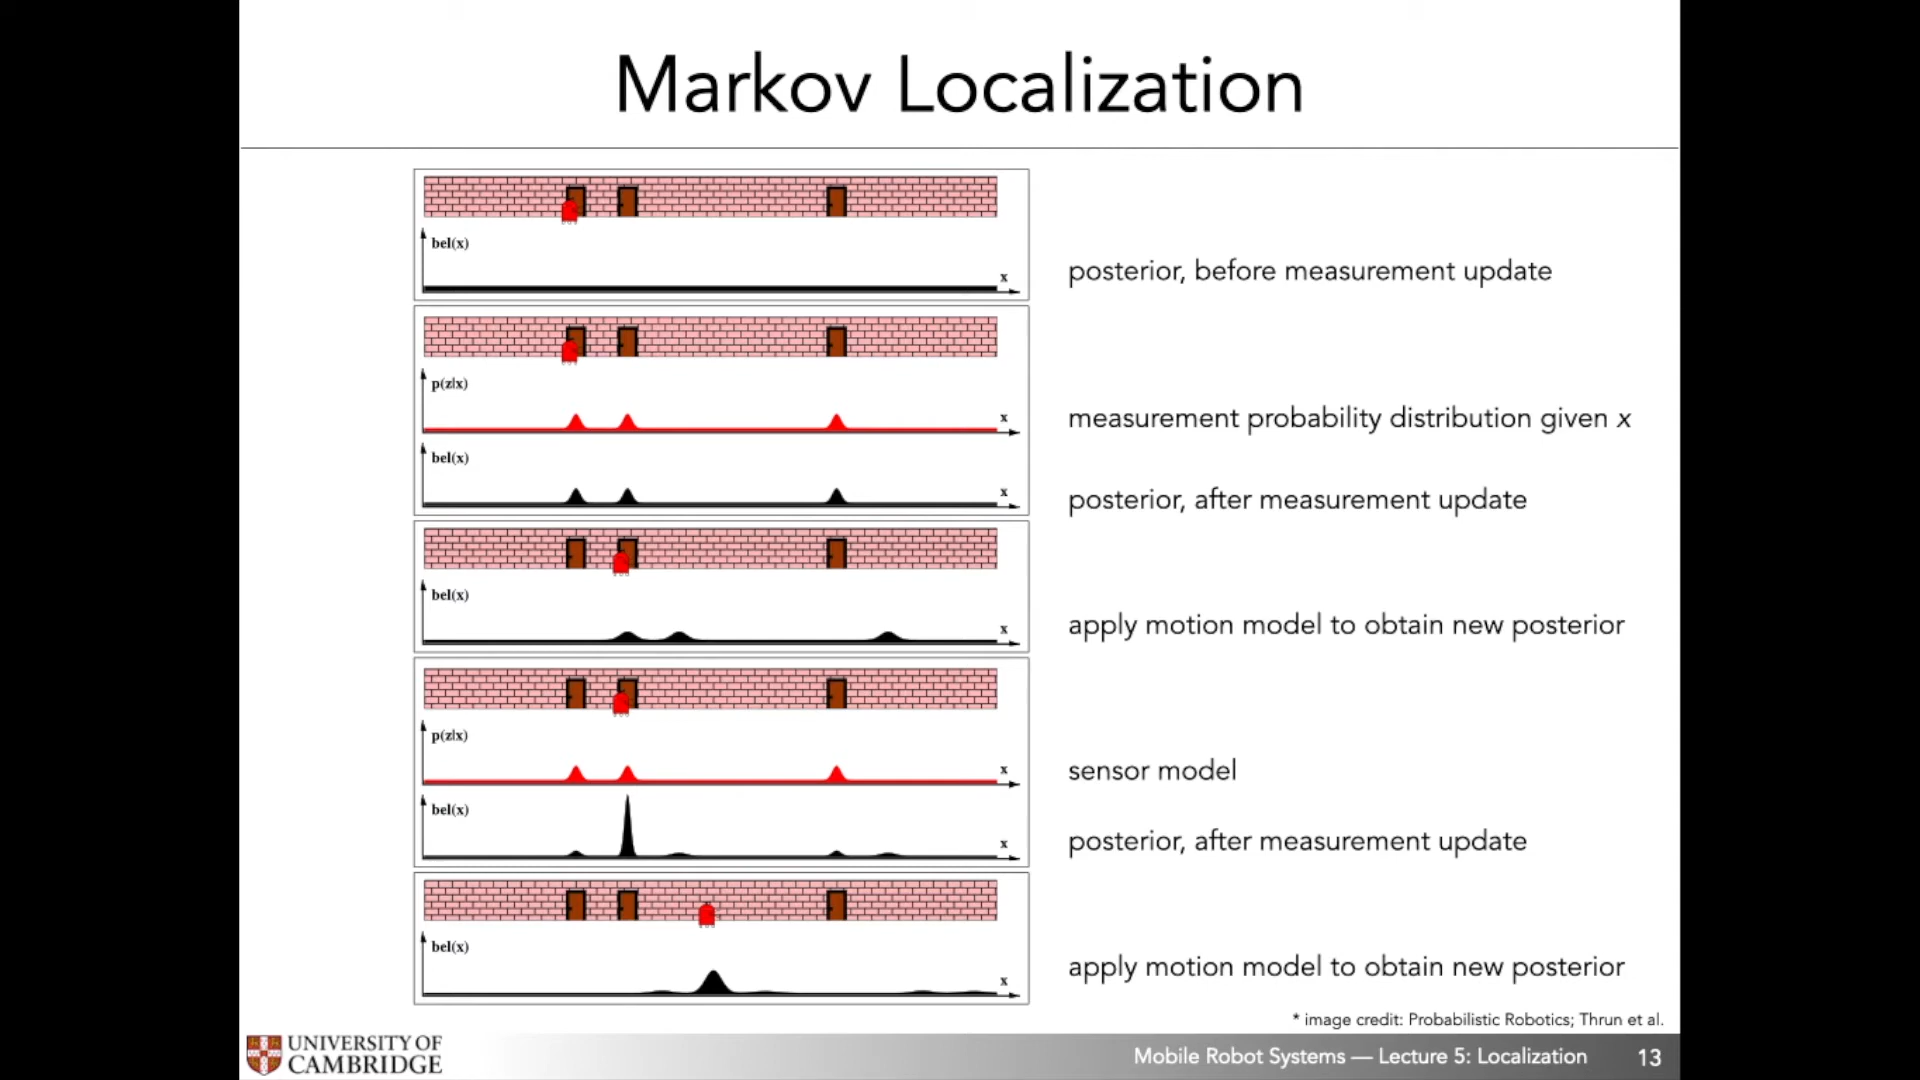 Markov Localization
bel(x)
x
posterior, before measurement update
p(z|x)
x
measurement probability distribution given x
bel(x)
x
posterior, after measurement update
bel(x)
x
apply motion model to obtain new posterior
p(z|x)
x
sensor model
bel(x)
x
posterior, after measurement update
bel(x)
x
apply motion model to obtain new posterior
* image credit: Probabilistic Robotics; Thrun et al.
UNIVERSITY OF
CAMBRIDGE
Mobile Robot Systems — Lecture 5: Localization 13